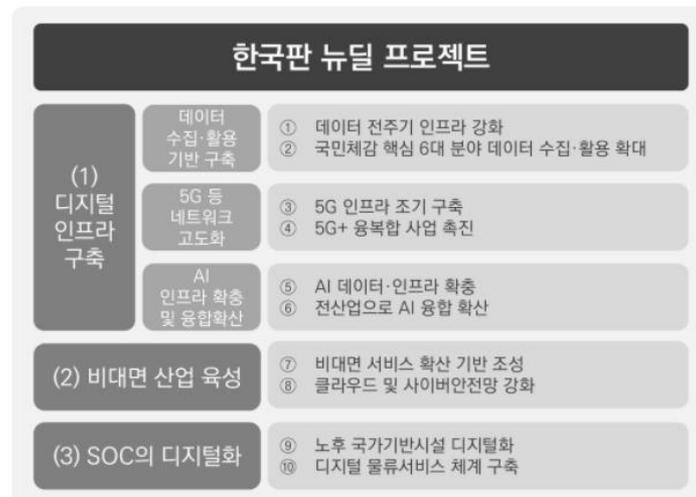 한국판 뉴딜 프로젝트
(1)
디지털
인프라
구축
데이터
수집·활용
기반 구축
① 데이터 전주기 인프라 강화
② 국민체감 핵심 6대 분야 데이터 수집·활용 확대
5G 등
네트워크
고도화
③ 5G 인프라 조기 구축
④ 5G+ 융복합 사업 촉진
AI
인프라 확충
및 융합확산
⑤ AI 데이터·인프라 확충
⑥ 전산업으로 AI 융합 확산
(2) 비대면 산업 육성
⑦ 비대면 서비스 확산 기반 조성
⑧ 클라우드 및 사이버안전망 강화
(3) SOC의 디지털화
⑨ 노후 국가기반시설 디지털화
⑩ 디지털 물류서비스 체계 구축